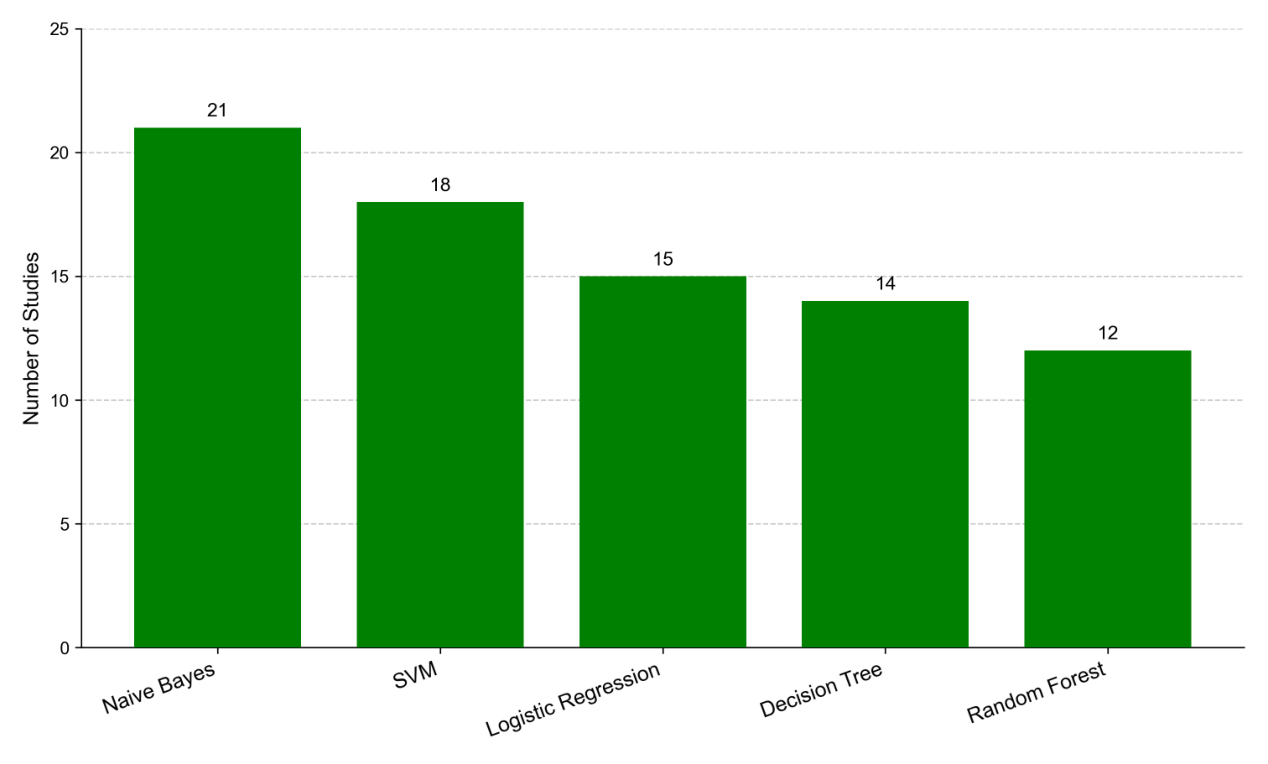 25
20
15
10
5
0
Number of Studies
21
18
15
14
12
Naive Bayes
SVM
Logistic Regression
Decision Tree
Random Forest